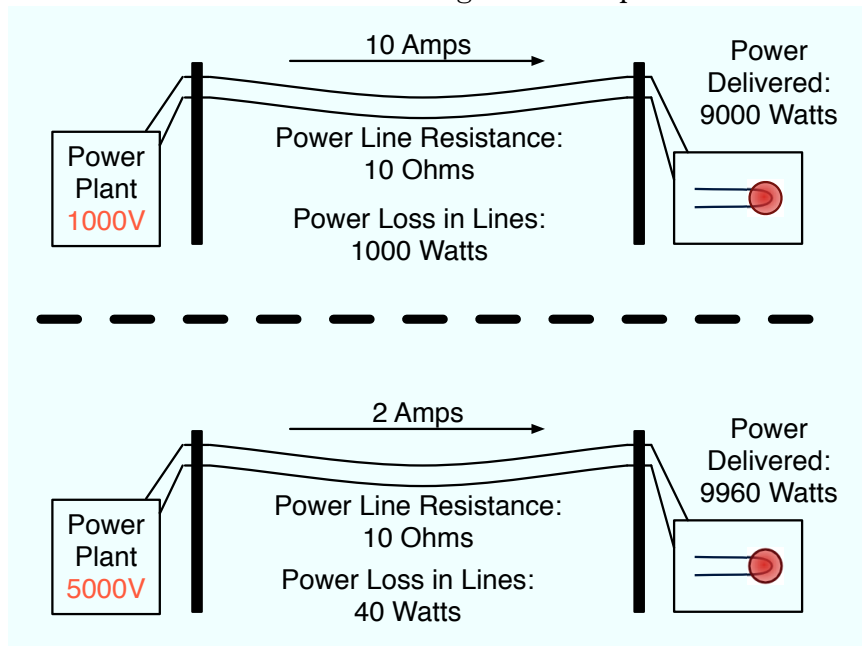 10 Amps
Power
Delivered:
9000 Watts
Power Line Resistance:
10 Ohms
Power
Plant
1000V
Power Loss in Lines:
1000 Watts
2 Amps
Power
Delivered:
9960 Watts
Power Line Resistance:
10 Ohms
Power
Plant
5000V
Power Loss in Lines:
40 Watts